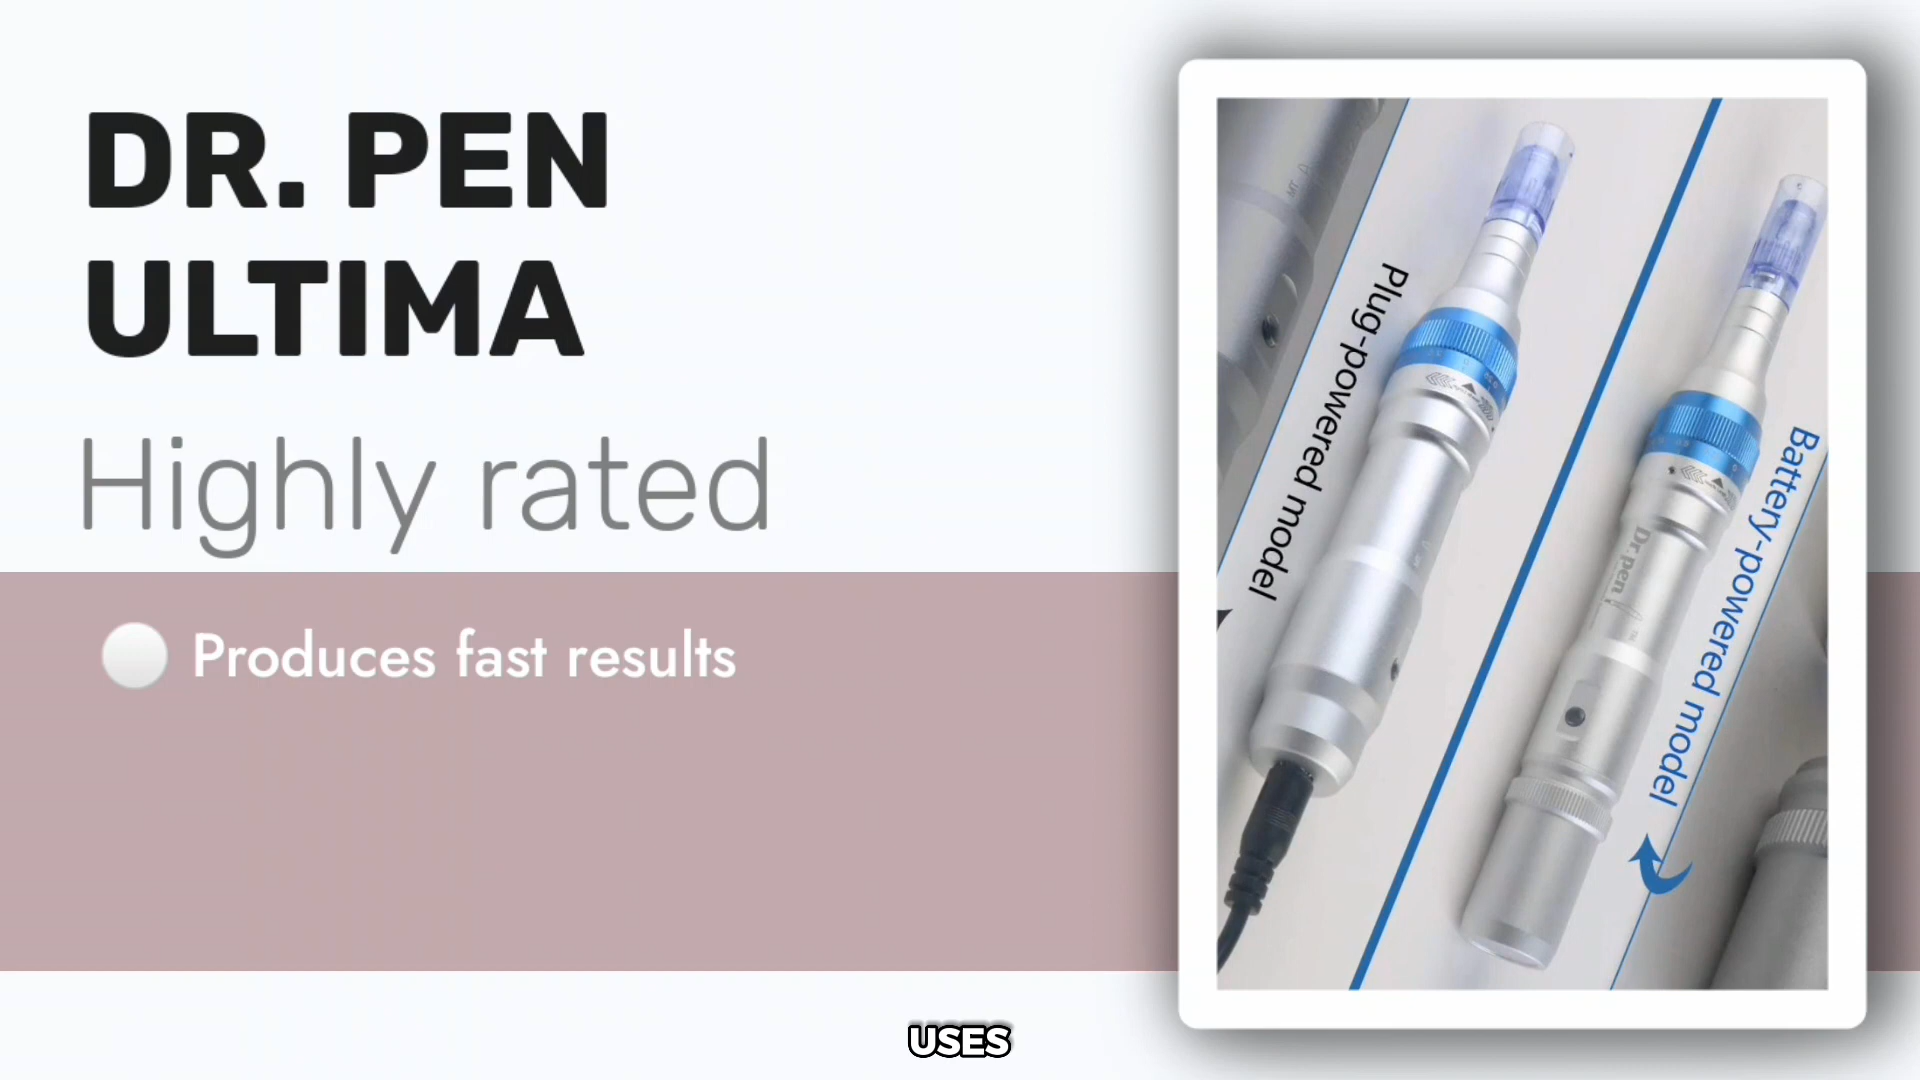 DR. PEN
ULTIMA
Highly rated
Produces fast results
Plug-powered model
Battery-powered model
Dr.pen
USES